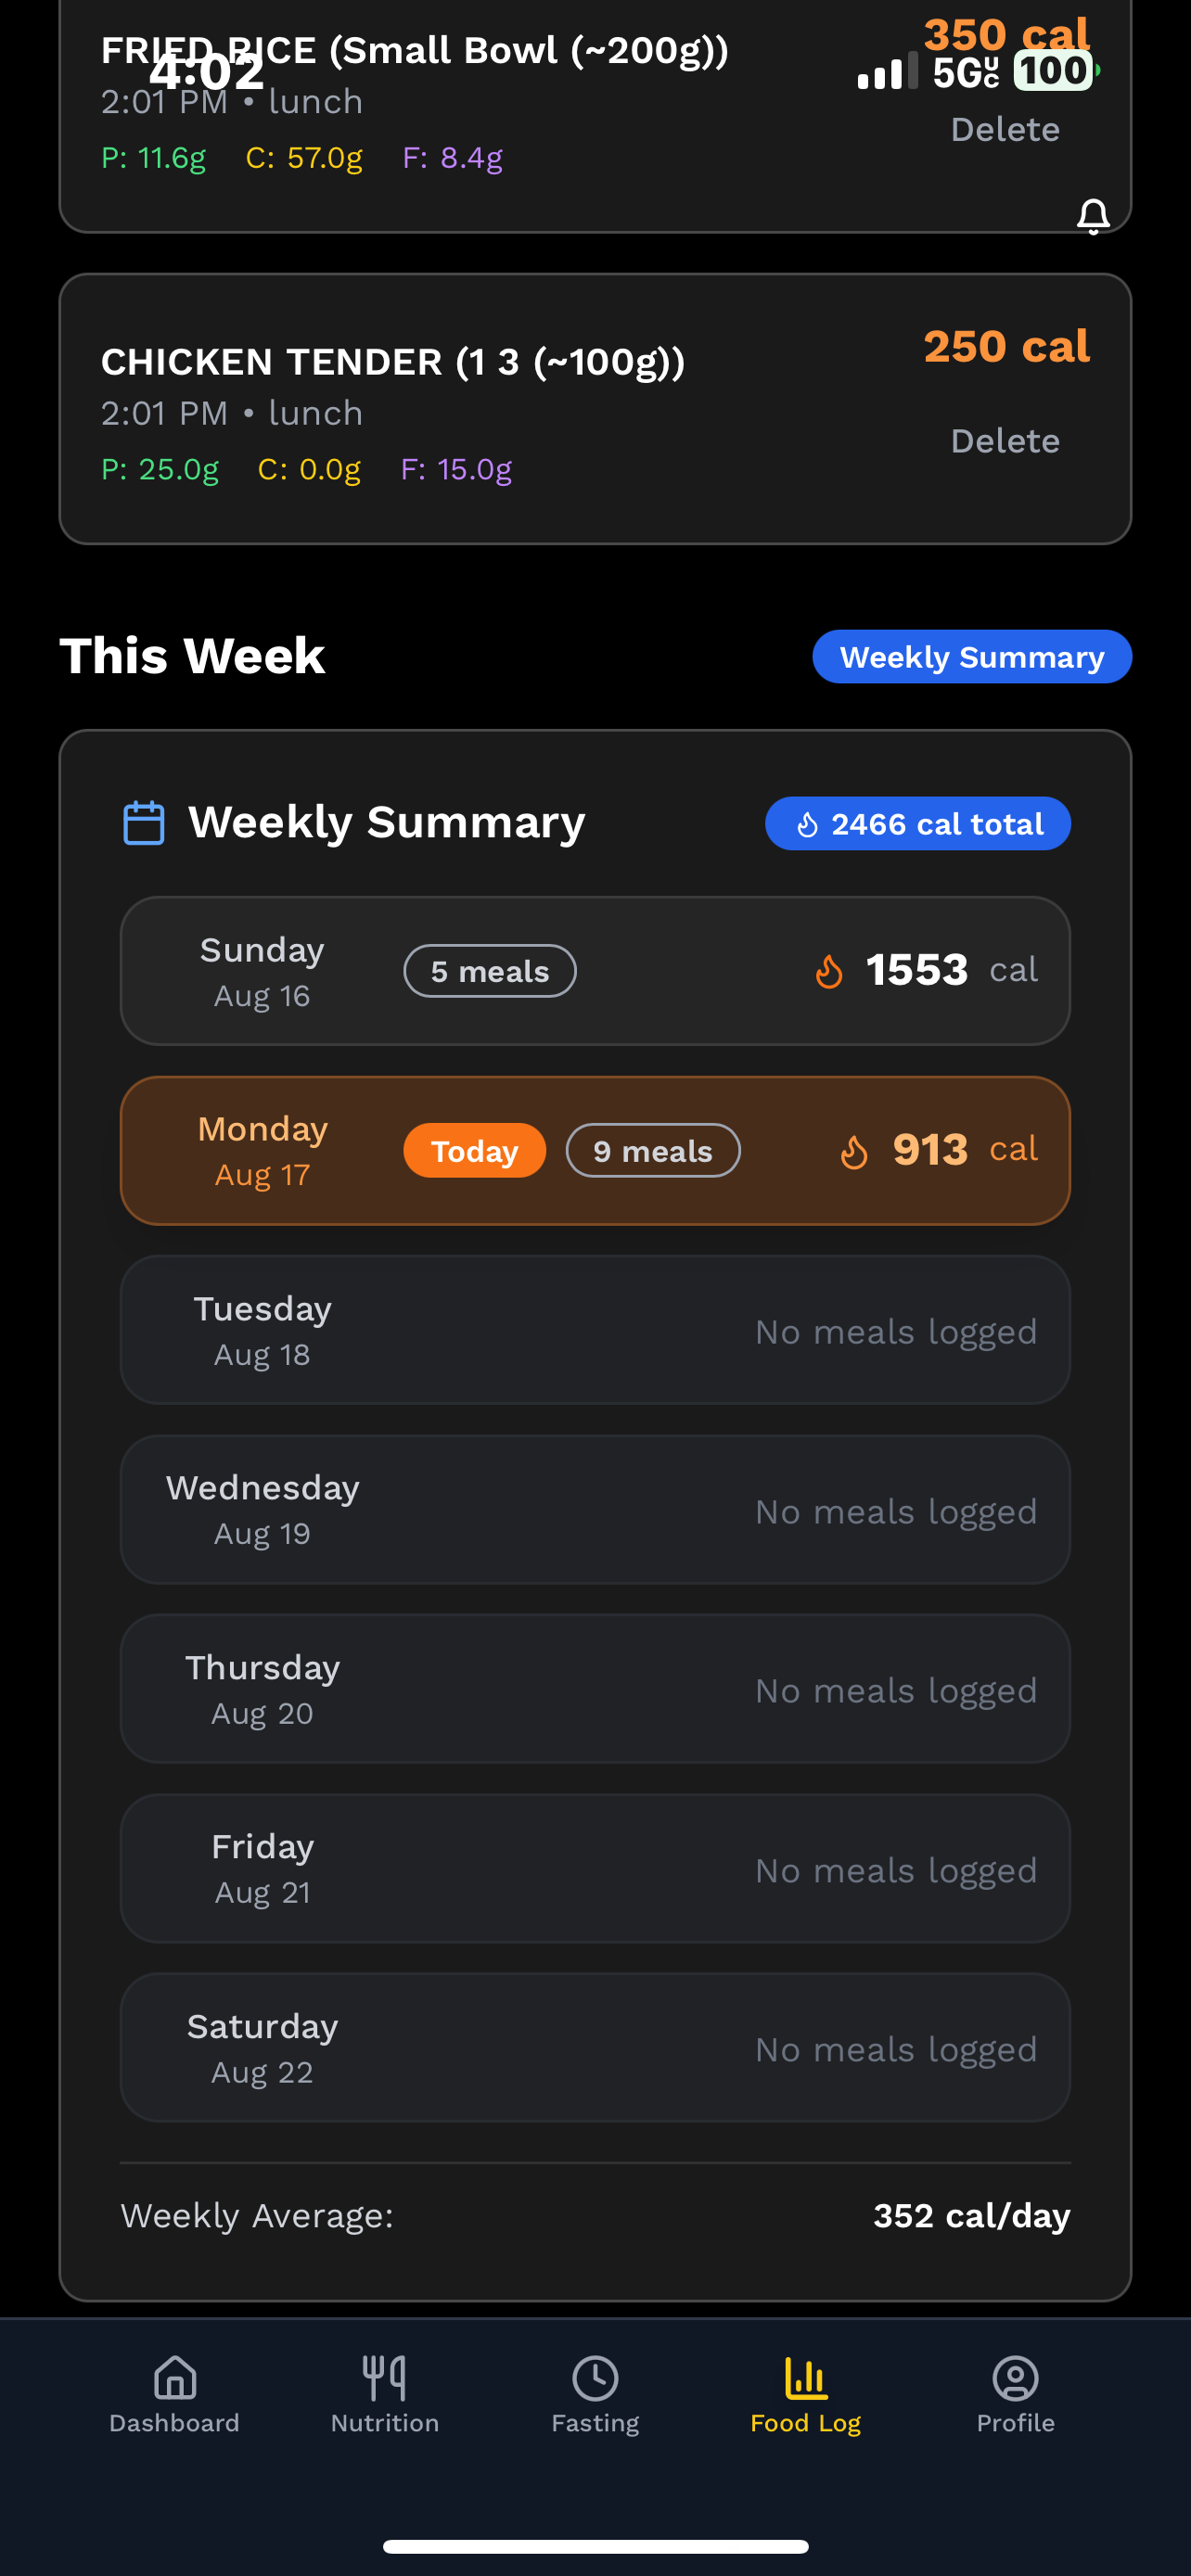 FRIED RICE (Small Bowl (~200g))
350 cal
4:02
5G UC
100
2:01 PM • lunch
Delete
P: 11.6g C: 57.0g F: 8.4g
CHICKEN TENDER (1 3 (~100g))
250 cal
2:01 PM • lunch
Delete
P: 25.0g C: 0.0g F: 15.0g
This Week
Weekly Summary
Weekly Summary
2466 cal total
Sunday
Aug 16
5 meals
1553 cal
Monday
Aug 17
Today
9 meals
913 cal
Tuesday
Aug 18
No meals logged
Wednesday
Aug 19
No meals logged
Thursday
Aug 20
No meals logged
Friday
Aug 21
No meals logged
Saturday
Aug 22
No meals logged
Weekly Average:
352 cal/day
Dashboard
Nutrition
Fasting
Food Log
Profile